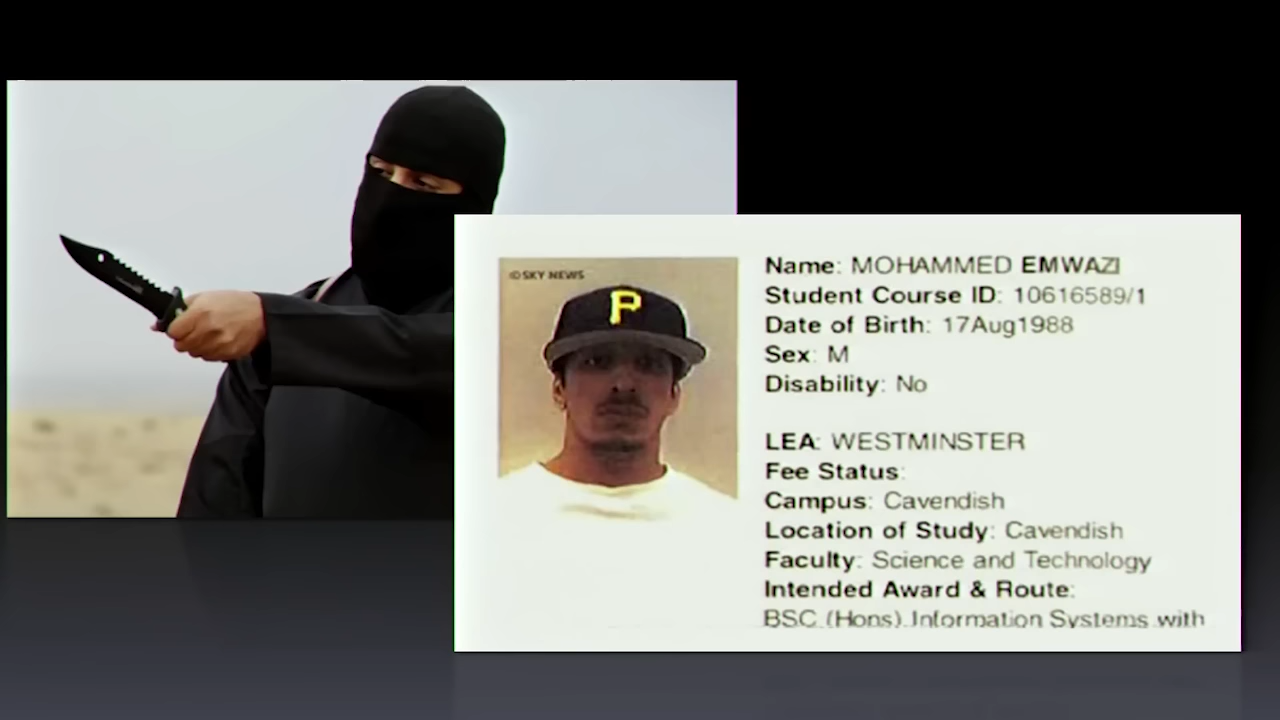 ©SKY NEWS
P
Name: MOHAMMED EMWAZI
Student Course ID: 10616589/1
Date of Birth: 17Aug1988
Sex: M
Disability: No
LEA: WESTMINSTER
Fee Status:
Campus: Cavendish
Location of Study: Cavendish
Faculty: Science and Technology
Intended Award & Route:
BSC (Hons) Information Systems with